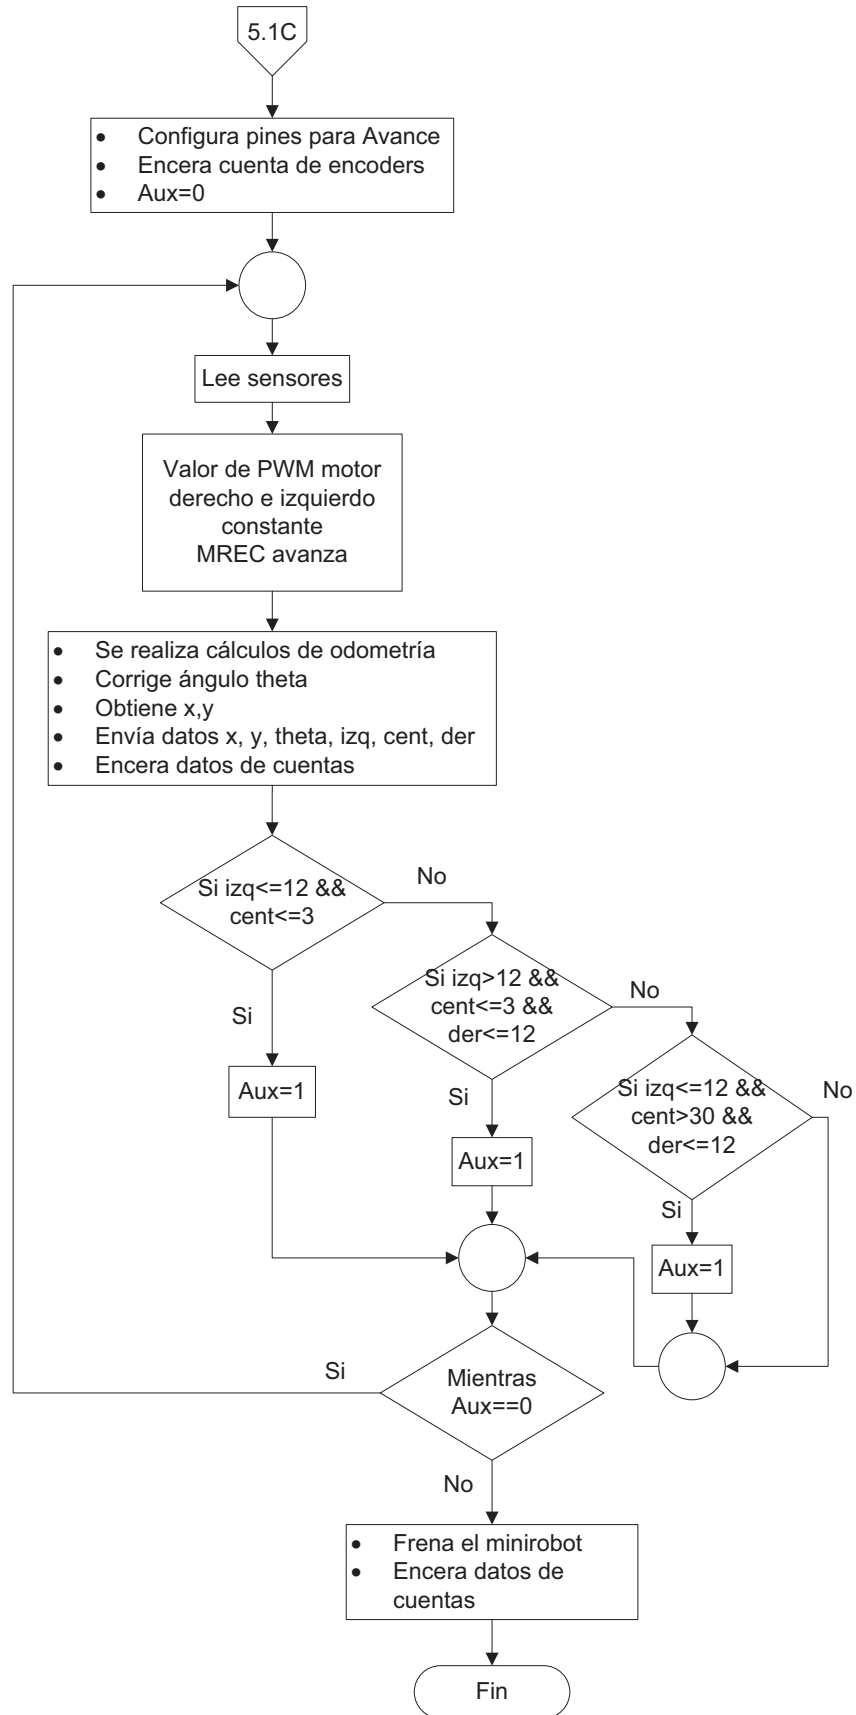 5.1C
• Configura pines para Avance
• Encera cuenta de encoders
• Aux=0
Lee sensores
Valor de PWM motor
derecho e izquierdo
constante
MREC avanza
• Se realiza cálculos de odometría
• Corrige ángulo theta
• Obtiene x,y
• Envía datos x, y, theta, izq, cent, der
• Encera datos de cuentas
Si izq<=12 &&
cent<=3
No
Si
Aux=1
Si izq>12 &&
cent<=3 &&
der<=12
No
Si
Aux=1
Si izq<=12 &&
cent>30 &&
der<=12
No
Si
Aux=1
Mientras
Aux==0
Si
No
• Frena el minirobot
• Encera datos de
cuentas
Fin